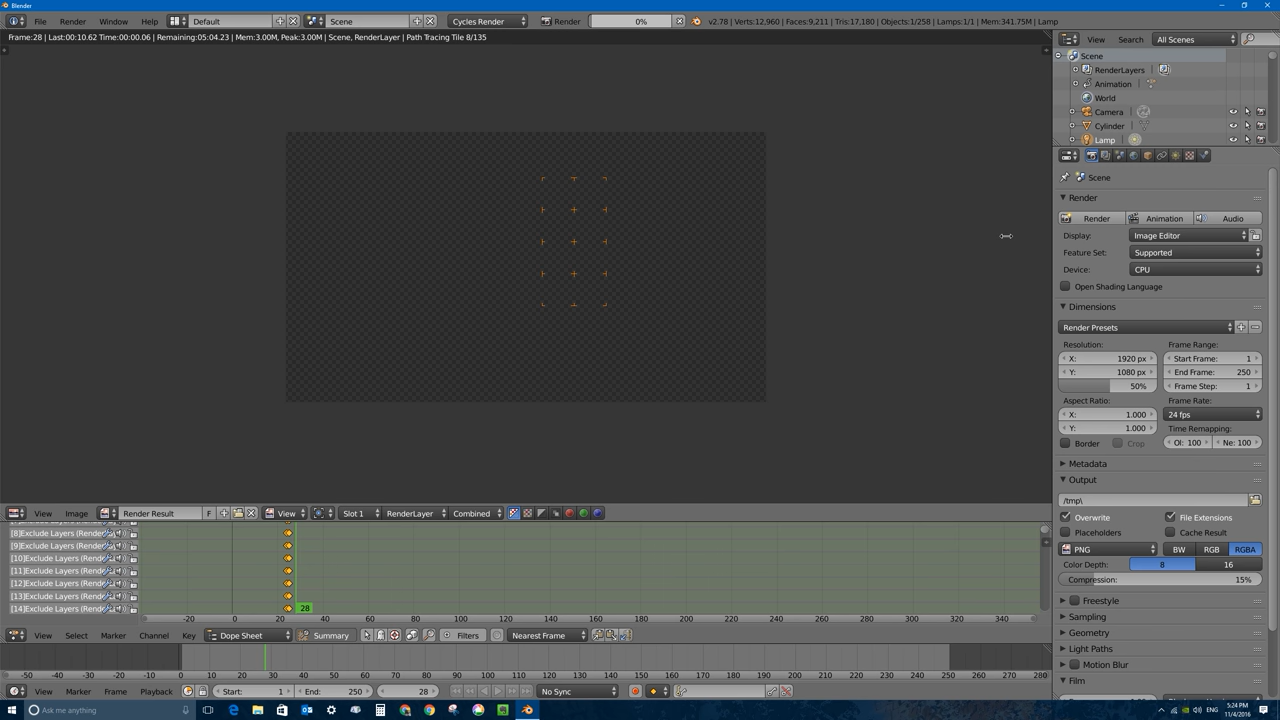 Blender
File Render Window Help Default Scene Cycles Render Render 0% v2.78 | Verts:12,960 | Faces:9,211 | Tris:17,180 | Objects:1/258 | Lamps:1/1 | Mem:341.75M | Lamp
Frame:28 | Last:00:10.62 Time:00:00.06 | Remaining:05:04.23 | Mem:3.00M, Peak:3.00M | Scene, RenderLayer | Path Tracing Tile 8/135
View Search All Scenes
Scene
RenderLayers
Animation
World
Camera
Cylinder
Lamp
Scene
Render
Render Animation Audio
Display: Image Editor
Feature Set: Supported
Device: CPU
Open Shading Language
Dimensions
Render Presets
Resolution: Frame Range:
X: 1920 px Start Frame: 1
Y: 1080 px End Frame: 250
50% Frame Step: 1
Aspect Ratio: Frame Rate:
X: 1.000 24 fps
Y: 1.000 Time Remapping:
Border Crop Ol: 100 Ne: 100
Metadata
Output
/tmp\
Overwrite File Extensions
Placeholders Cache Result
PNG BW RGB RGBA
Color Depth: 8 16
Compression: 15%
Freestyle
Sampling
Geometry
Light Paths
Motion Blur
Film
View Image Render Result F View Slot 1 RenderLayer Combined
[8]Exclude Layers (Rende
[9]Exclude Layers (Rende
[10]Exclude Layers (Rend
[11]Exclude Layers (Rend
[12]Exclude Layers (Rend
[13]Exclude Layers (Rend
[14]Exclude Layers (Rend
28
-20 0 20 40 60 80 100 120 140 160 180 200 220 240 260 280 300 320 340
View Select Marker Channel Key Dope Sheet Summary Filters Nearest Frame
-50 -40 -30 -20 -10 0 10 20 30 40 50 60 70 80 90 100 110 120 130 140 150 160 170 180 190 200 210 220 230 240 250 260 270 280
View Marker Frame Playback Start: 1 End: 250 28 No Sync
Ask me anything
ENG
5:24 PM
11/4/2016